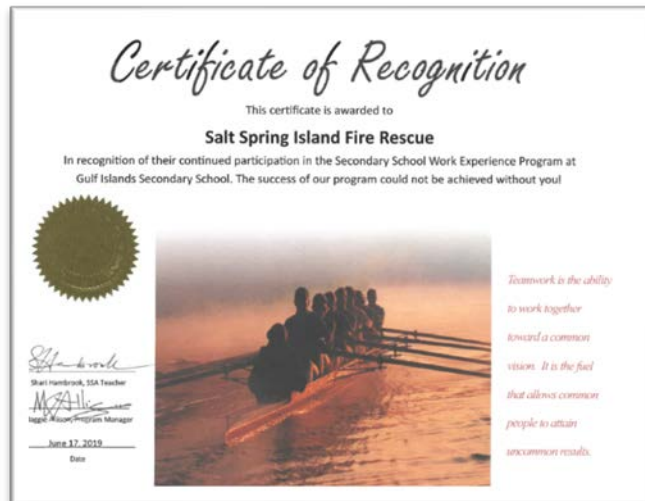 Certificate of Recognition
This certificate is awarded to
Salt Spring Island Fire Rescue
In recognition of their continued participation in the Secondary School Work Experience Program at
Gulf Islands Secondary School. The success of our program could not be achieved without you!
Teamwork is the ability
to work together
toward a common
vision. It is the fuel
that allows common
people to attain
uncommon results.
Shari Hambrook, SSA Teacher
Program Manager
June 17, 2019
Date